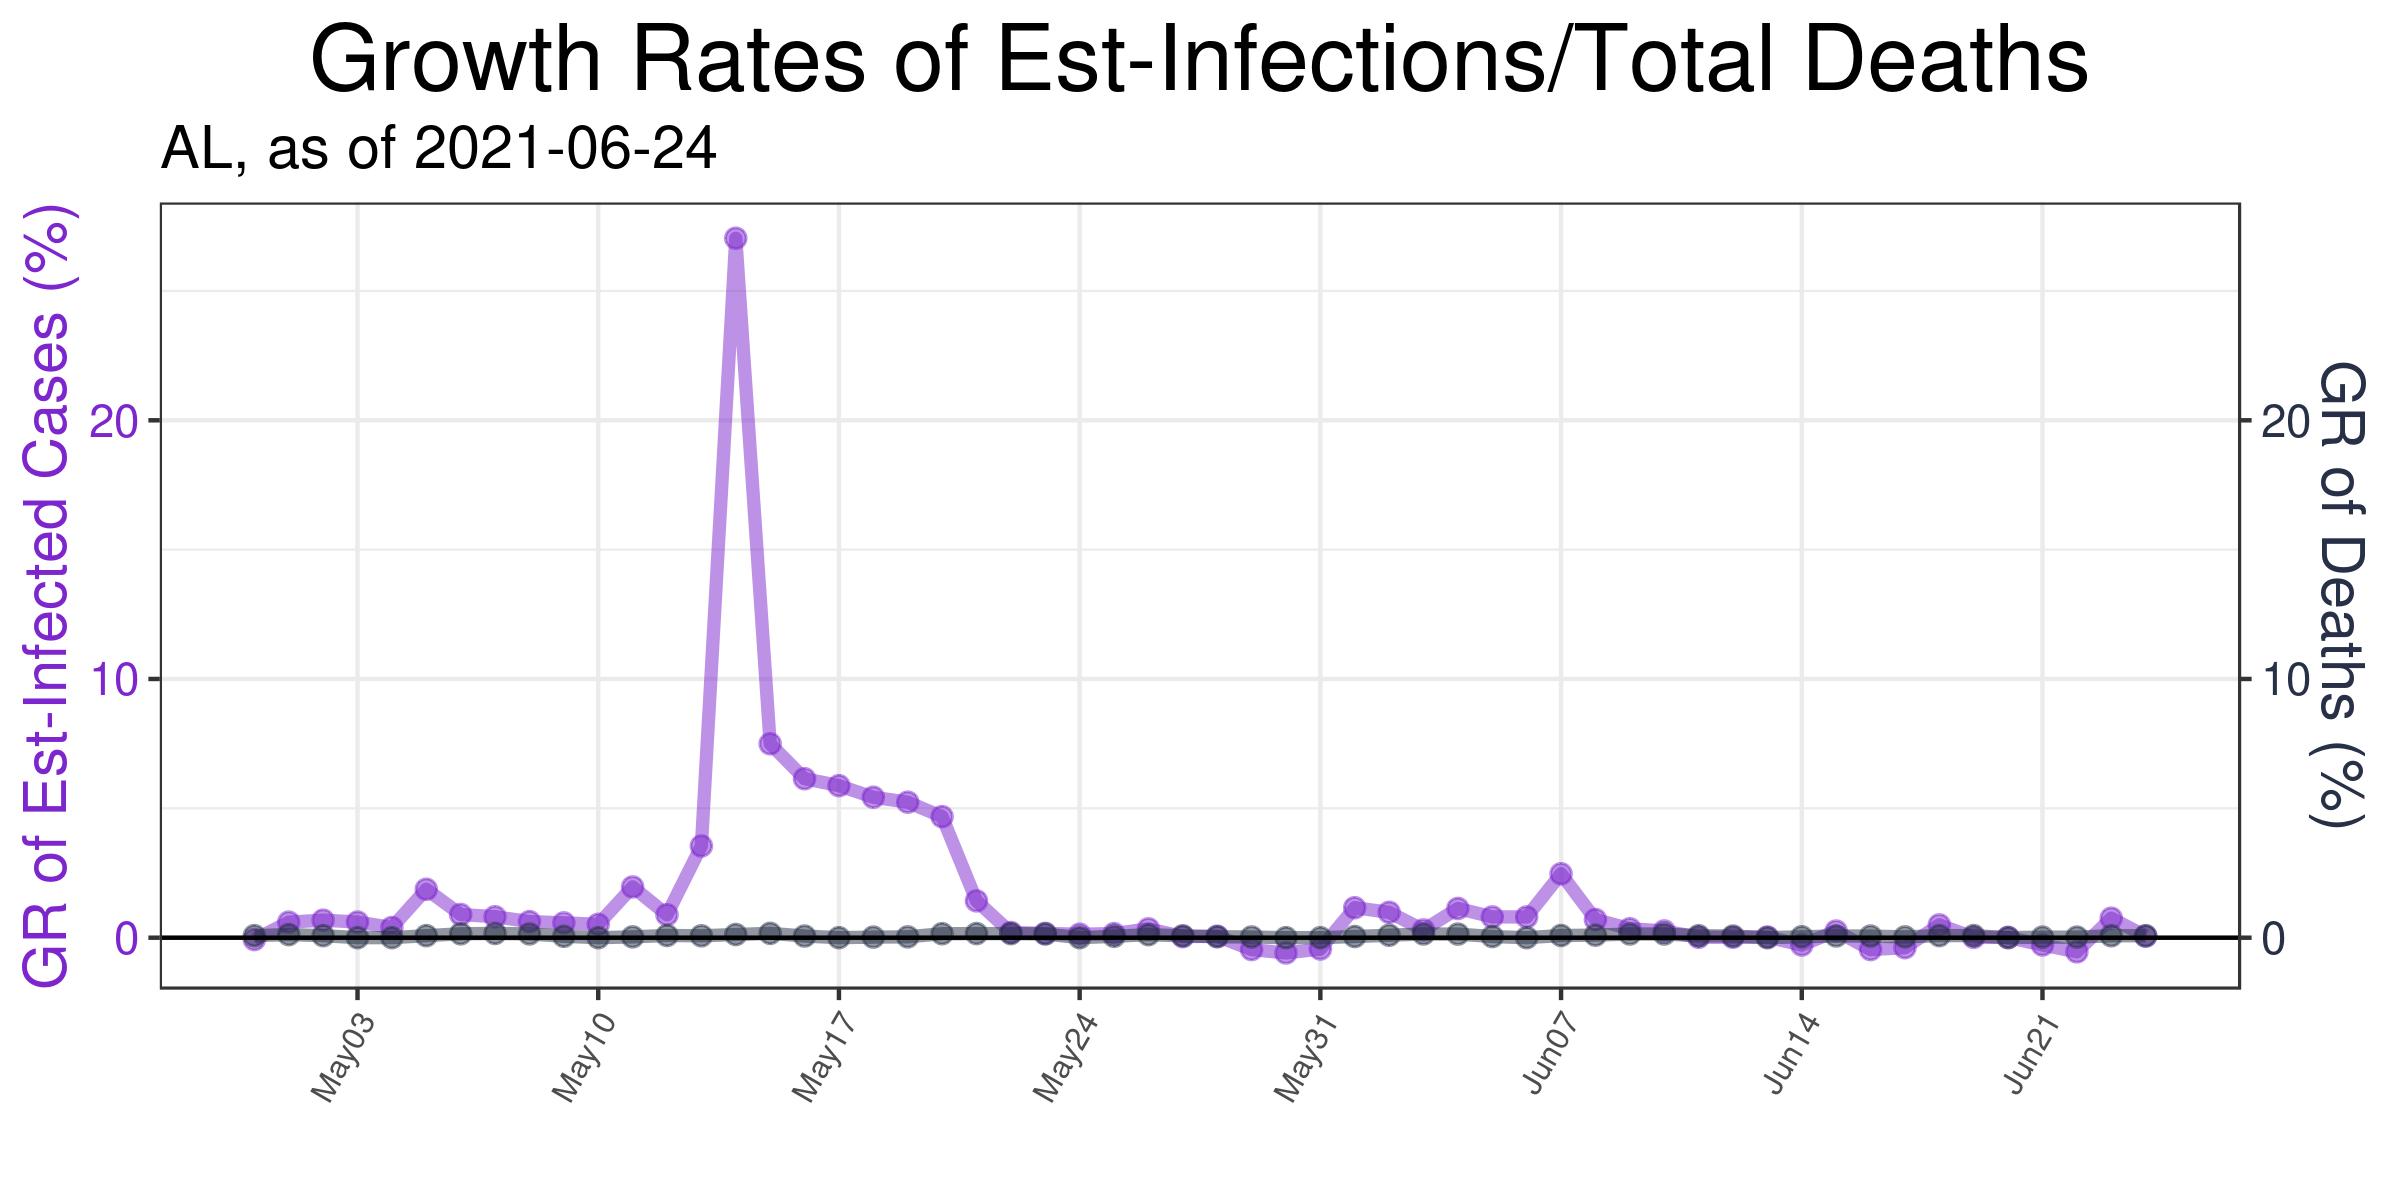 Growth Rates of Est-Infections/Total Deaths
AL, as of 2021-06-24
GR of Est-Infected Cases (%)
20
10
0
20
10
0
GR of Deaths (%)
May03
May10
May17
May24
May31
Jun07
Jun14
Jun21